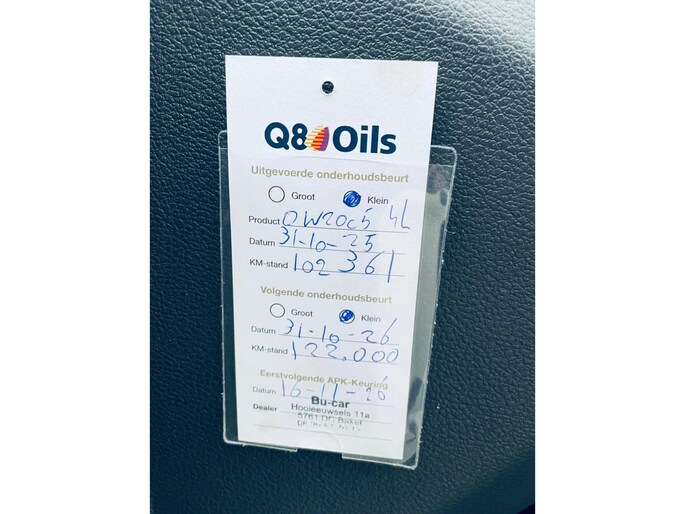 Q8 Oils
Uitgevoerde onderhoudsbeurt
Groot Klein
Product 0W20c5 4L
Datum 31-10-25
KM-stand 102 361
Volgende onderhoudsbeurt
Groot Klein
Datum 31-10-26
KM-stand 122.000
Eerstvolgende APK-Keuring
Datum 16-11-26
Bu-car
Dealer Hooleeuwsels 11a
5761 DC Bakel